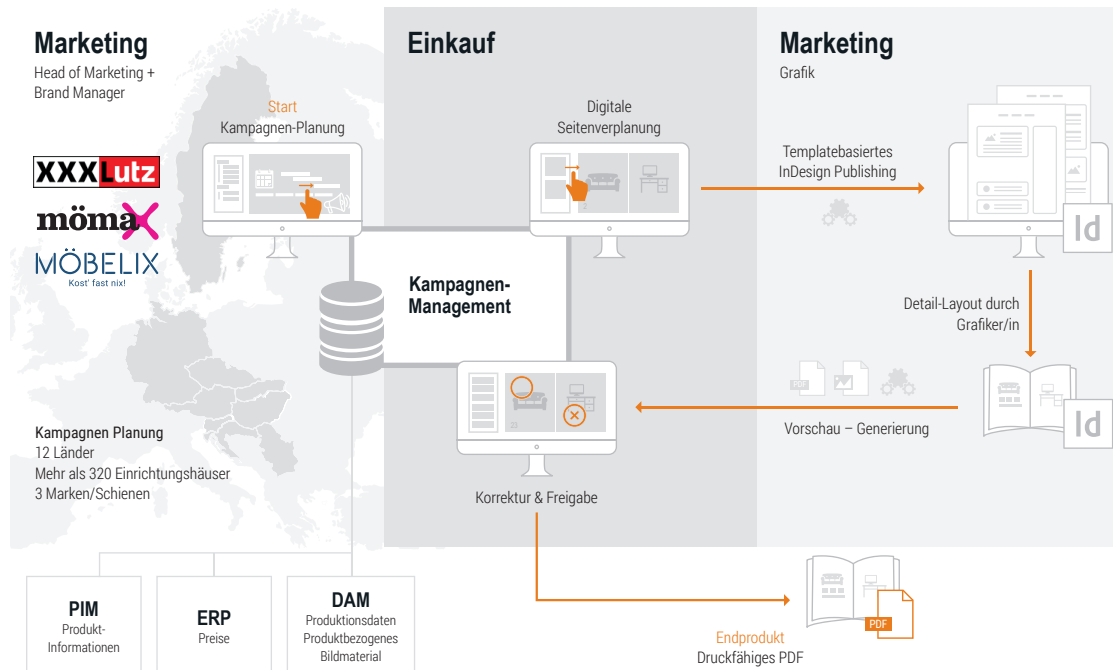 Marketing
Head of Marketing +
Brand Manager
XXXLutz
mömax
MÖBELIX
Kost' fast nix!
Start
Kampagnen-Planung
Kampagnen Planung
12 Länder
Mehr als 320 Einrichtungshäuser
3 Marken/Schienen
Einkauf
Digitale
Seitenverplanung
Kampagnen-
Management
Korrektur & Freigabe
Marketing
Grafik
Templatebasiertes
InDesign Publishing
Id
Detail-Layout durch
Grafiker/in
Id
PDF
Vorschau – Generierung
PIM
Produkt-
Informationen
ERP
Preise
DAM
Produktionsdaten
Produktbezogenes
Bildmaterial
PDF
Endprodukt
Druckfähiges PDF